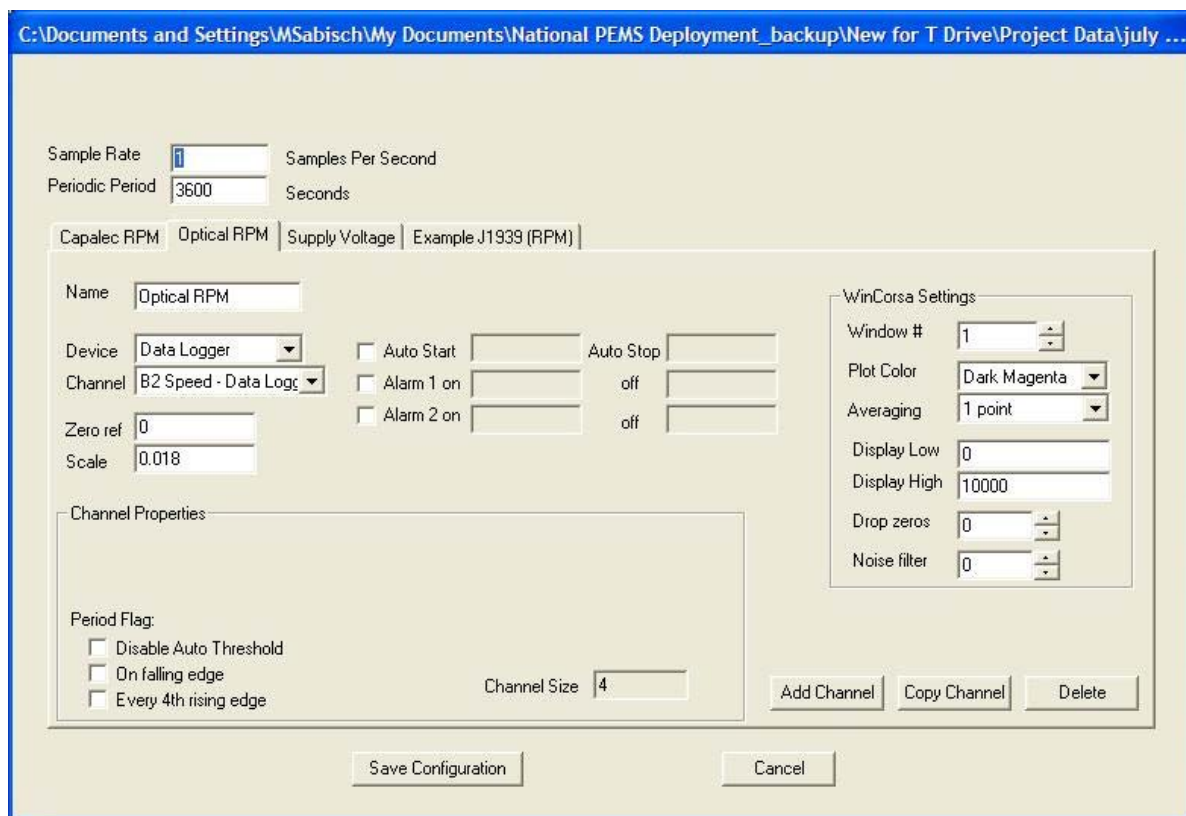 C:\Documents and Settings\MSabisch\My Documents\National PEMS Deployment_backup\New for T Drive\Project Data\july ...
Sample Rate 1 Samples Per Second
Periodic Period 3600 Seconds
Capalec RPM Optical RPM Supply Voltage Example J1939 (RPM)
Name Optical RPM
Device Data Logger
Channel B2 Speed - Data Logg
Zero ref 0
Scale 0.018
Auto Start Auto Stop
Alarm 1 on off
Alarm 2 on off
WinCorsa Settings
Window # 1
Plot Color Dark Magenta
Averaging 1 point
Display Low 0
Display High 10000
Drop zeros 0
Noise filter 0
Channel Properties
Period Flag:
Disable Auto Threshold
On falling edge
Every 4th rising edge
Channel Size 4
Add Channel Copy Channel Delete
Save Configuration Cancel